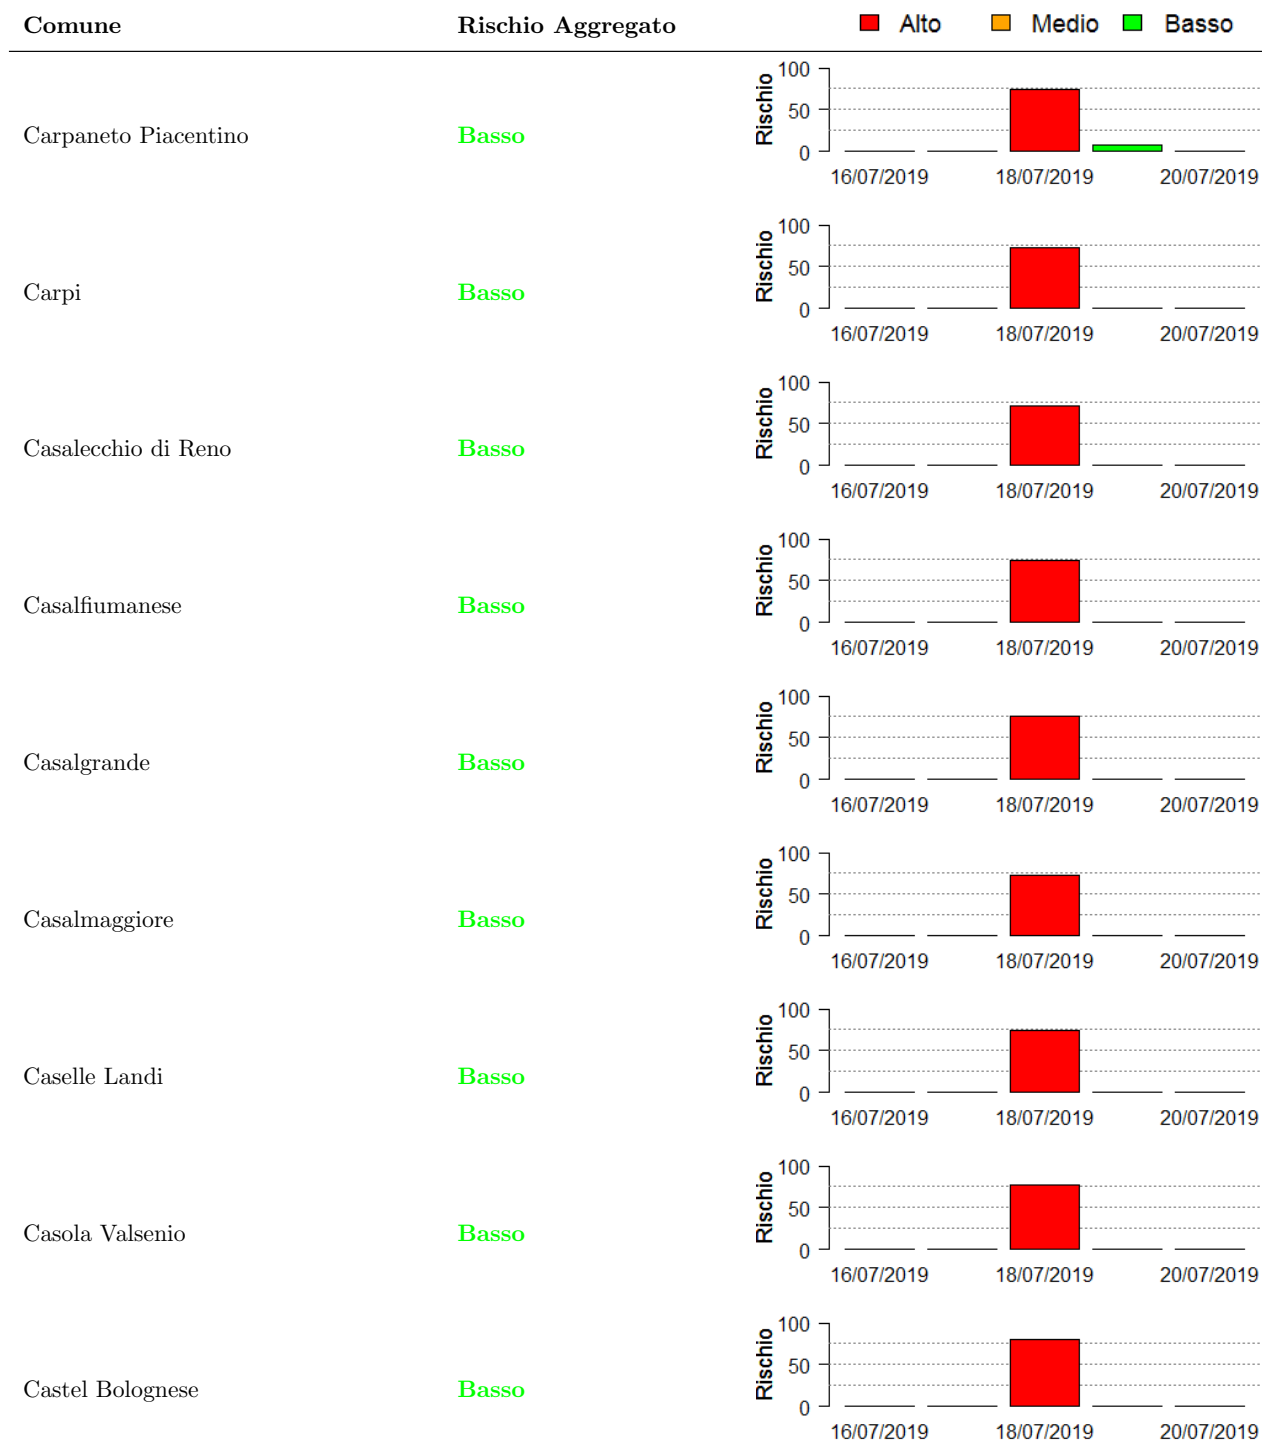 Comune Rischio Aggregato Alto Medio Basso
100
50
0
Rischio
Carpaneto Piacentino Basso
16/07/2019 18/07/2019 20/07/2019
100
50
0
Rischio
Carpi Basso
16/07/2019 18/07/2019 20/07/2019
100
50
0
Rischio
Casalecchio di Reno Basso
16/07/2019 18/07/2019 20/07/2019
100
50
0
Rischio
Casalfiumanese Basso
16/07/2019 18/07/2019 20/07/2019
100
50
0
Rischio
Casalgrande Basso
16/07/2019 18/07/2019 20/07/2019
100
50
0
Rischio
Casalmaggiore Basso
16/07/2019 18/07/2019 20/07/2019
100
50
0
Rischio
Caselle Landi Basso
16/07/2019 18/07/2019 20/07/2019
100
50
0
Rischio
Casola Valsenio Basso
16/07/2019 18/07/2019 20/07/2019
100
50
0
Rischio
Castel Bolognese Basso
16/07/2019 18/07/2019 20/07/2019